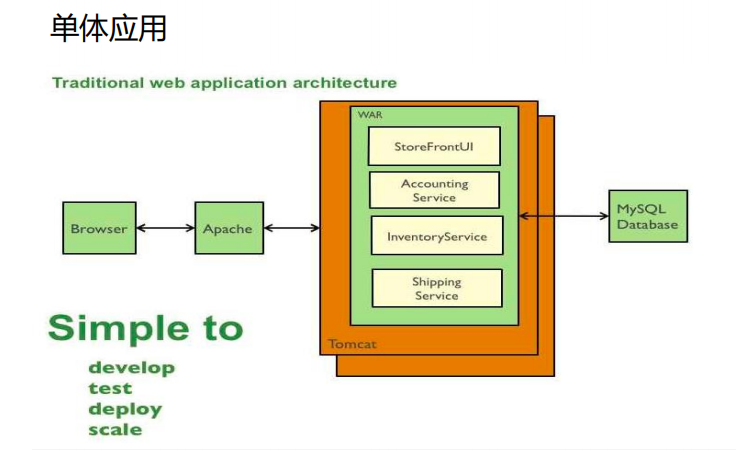 单体应用
Traditional web application architecture
WAR
StoreFrontUI
Accounting
Service
InventoryService
Shipping
Service
Tomcat
Browser
Apache
MySQL
Database
Simple to
develop
test
deploy
scale